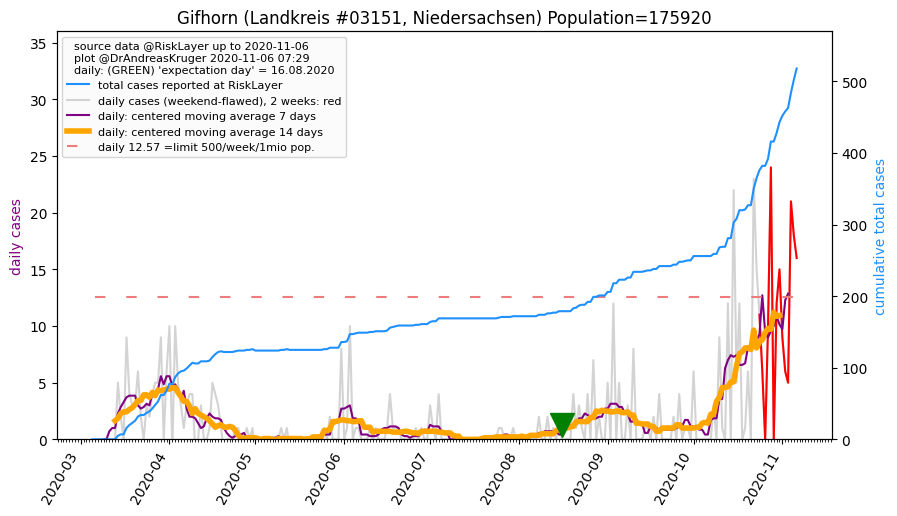 Gifhorn (Landkreis #03151, Niedersachsen) Population=175920
source data @RiskLayer up to 2020-11-06
plot @DrAndreasKruger 2020-11-06 07:29
daily: (GREEN) 'expectation day' = 16.08.2020
total cases reported at RiskLayer
daily cases (weekend-flawed), 2 weeks: red
daily: centered moving average 7 days
daily: centered moving average 14 days
daily 12.57 =limit 500/week/1mio pop.
daily cases
35
30
25
20
15
10
5
0
cumulative total cases
500
400
300
200
100
0
2020-03
2020-04
2020-05
2020-06
2020-07
2020-08
2020-09
2020-10
2020-11